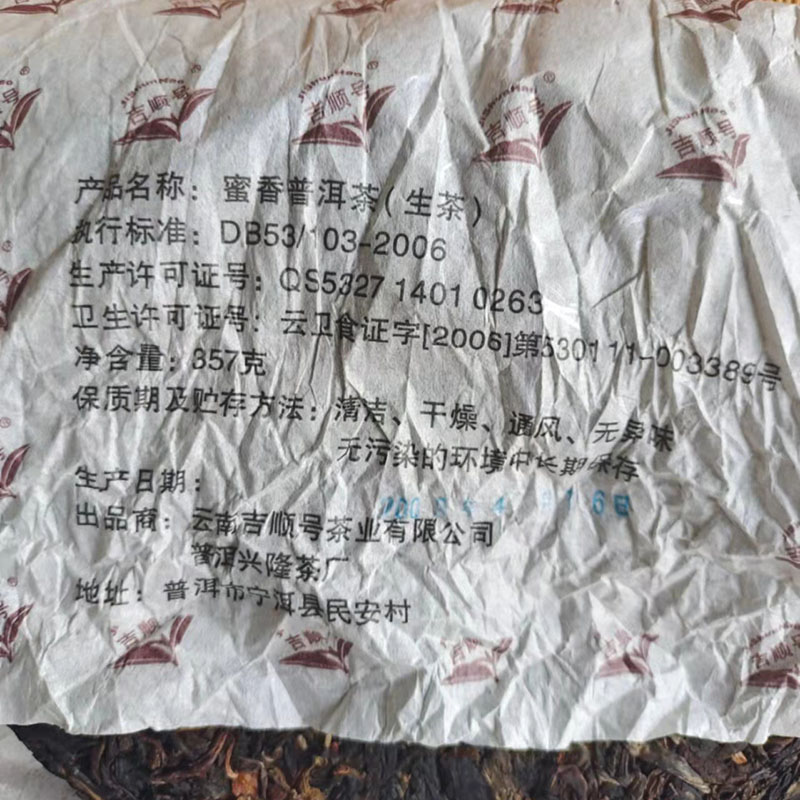 JiShunHao®
吉顺号
产品名称：蜜香普洱茶（生茶）
执行标准：DB53/103-2006
生产许可证号：QS5327 1401 0263
卫生许可证号：云卫食证字[2006]第530111-003389号
净含量：357克
保质期及贮存方法：清洁、干燥、通风、无异味
无污染的环境中长期保存
生产日期：
出品商：云南吉顺号茶业有限公司
普洱兴隆茶厂
地址：普洱市宁洱县民安村